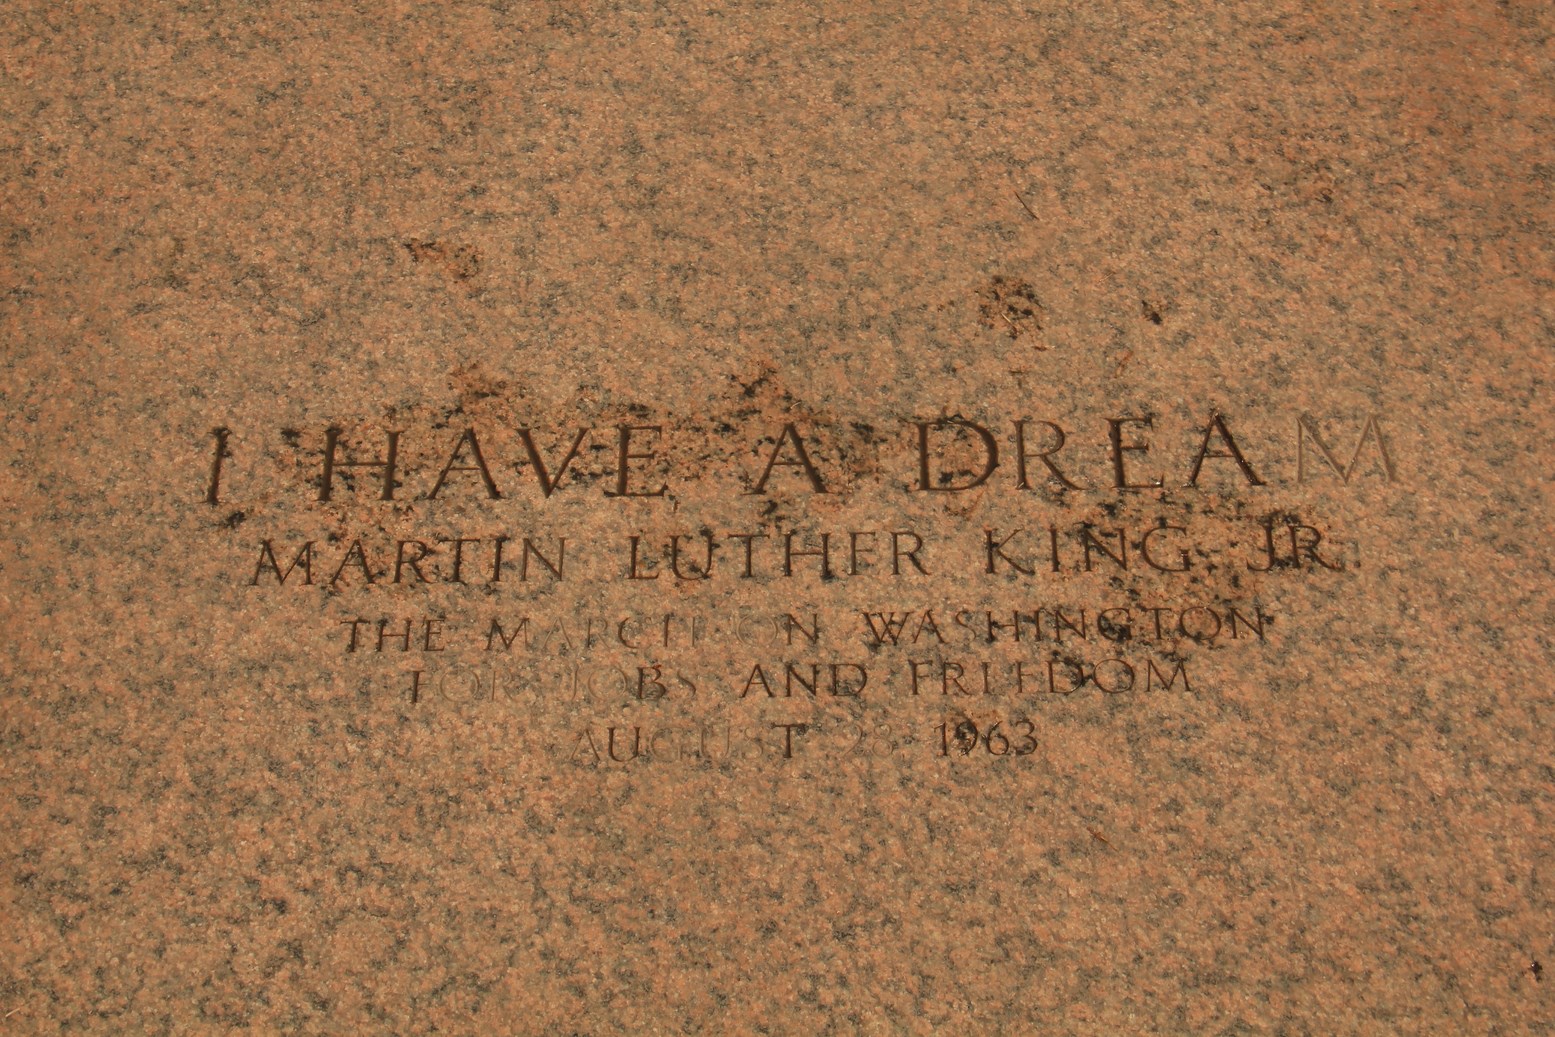 I HAVE A DREAM
MARTIN LUTHER KING, JR.
THE MARCH ON WASHINGTON
FOR JOBS AND FREEDOM
AUGUST 28 1963